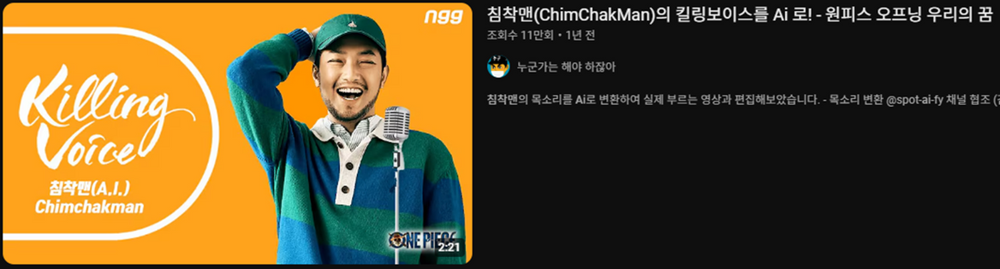 ngg
Killing
Voice
침착맨(A.I.)
Chimchakman
ONE PIECE
2:21
침착맨(ChimChakMan)의 킬링보이스를 Ai 로! - 원피스 오프닝 우리의 꿈
조회수 11만회 • 1년 전
누군가는 해야 하잖아
침착맨의 목소리를 Ai로 변환하여 실제 부르는 영상과 편집해보았습니다. - 목소리 변환 @spot-ai-fy 채널 협조